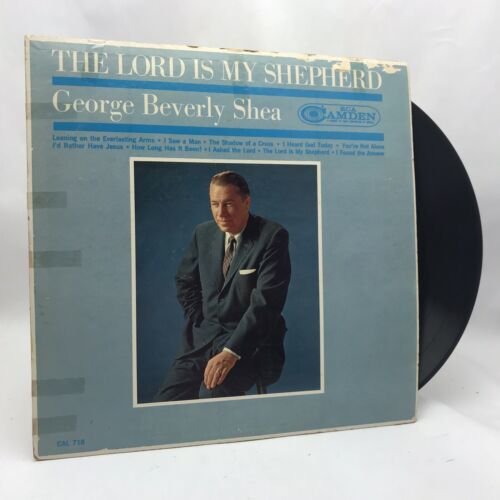 THE LORD IS MY SHEPHERD
George Beverly Shea
RCA
CAMDEN
Leaning on the Everlasting Arms • I Saw a Man • The Shadow of a Cross • I Heard God Today • You're Not Alone
I'd Rather Have Jesus • How Long Has It Been? • I Asked the Lord • The Lord is My Shepherd • I Found the Answer
CAL 718